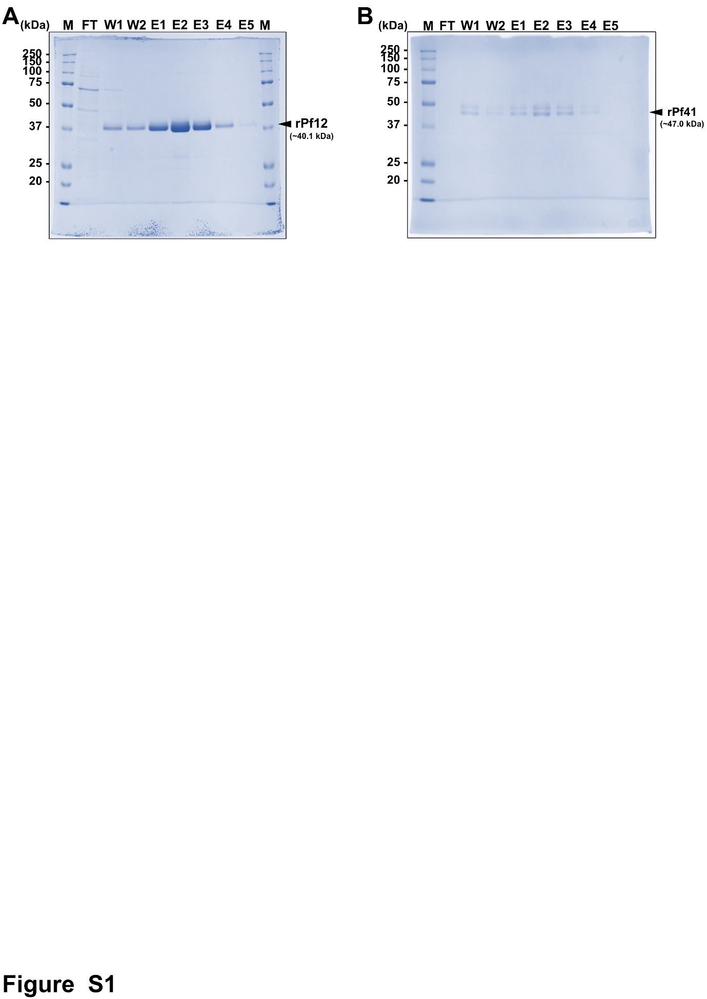 A (kDa) M FT W1 W2 E1 E2 E3 E4 E5 M
250
150
100
75
50
37
25
20
rPf12
(~40.1 kDa)
B (kDa) M FT W1 W2 E1 E2 E3 E4 E5
250
150
100
75
50
37
25
20
rPf41
(~47.0 kDa)
Figure S1